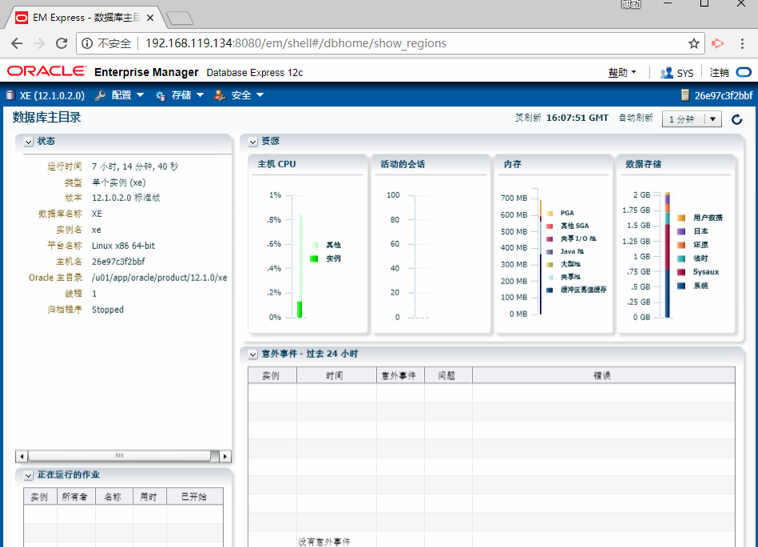 EM Express - 数据库主目
不安全 192.168.119.134:8080/em/shell#/dbhome/show_regions
ORACLE Enterprise Manager Database Express 12c
帮助 SYS 注销
XE (12.1.0.2.0) 配置 存储 安全 26e97c3f2bbf
数据库主目录
页刷新 16:07:51 GMT 自动刷新 1 分钟
状态
运行时间 7 小时, 14 分钟, 40 秒
类型 单个实例 (xe)
版本 12.1.0.2.0 标准版
数据库名称 XE
实例名 xe
平台名称 Linux x86 64-bit
主机名 26e97c3f2bbf
Oracle 主目录 /u01/app/oracle/product/12.1.0/xe
线程 1
归档程序 Stopped
正在运行的作业
实例 所有者 名称 用时 已开始
资源
主机 CPU
1%
.8%
.6%
.4%
.2%
0%
其他
实例
活动的会话
100
80
60
40
20
0
内存
700 MB
600 MB
500 MB
400 MB
300 MB
200 MB
100 MB
0 MB
PGA
其他 SGA
共享 I/O 池
Java 池
大型池
共享池
缓冲区高速缓存
数据存储
2 GB
1.75 GB
1.5 GB
1.25 GB
1 GB
.75 GB
.5 GB
.25 GB
0 GB
用户数据
日志
还原
临时
Sysaux
系统
意外事件 - 过去 24 小时
实例 时间 意外事件 问题 错误
没有意外事件